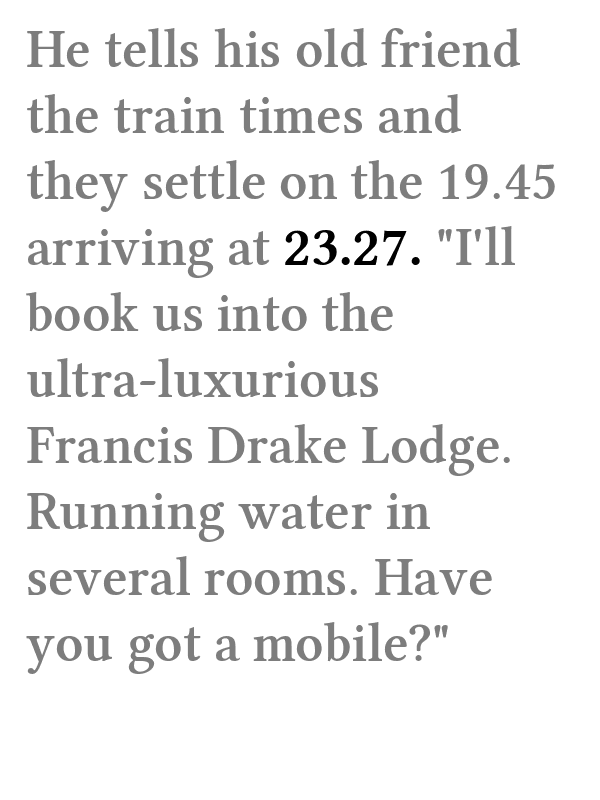 He tells his old friend
the train times and
they settle on the 19.45
arriving at 23.27. "I'll
book us into the
ultra-luxurious
Francis Drake Lodge.
Running water in
several rooms. Have
you got a mobile?"